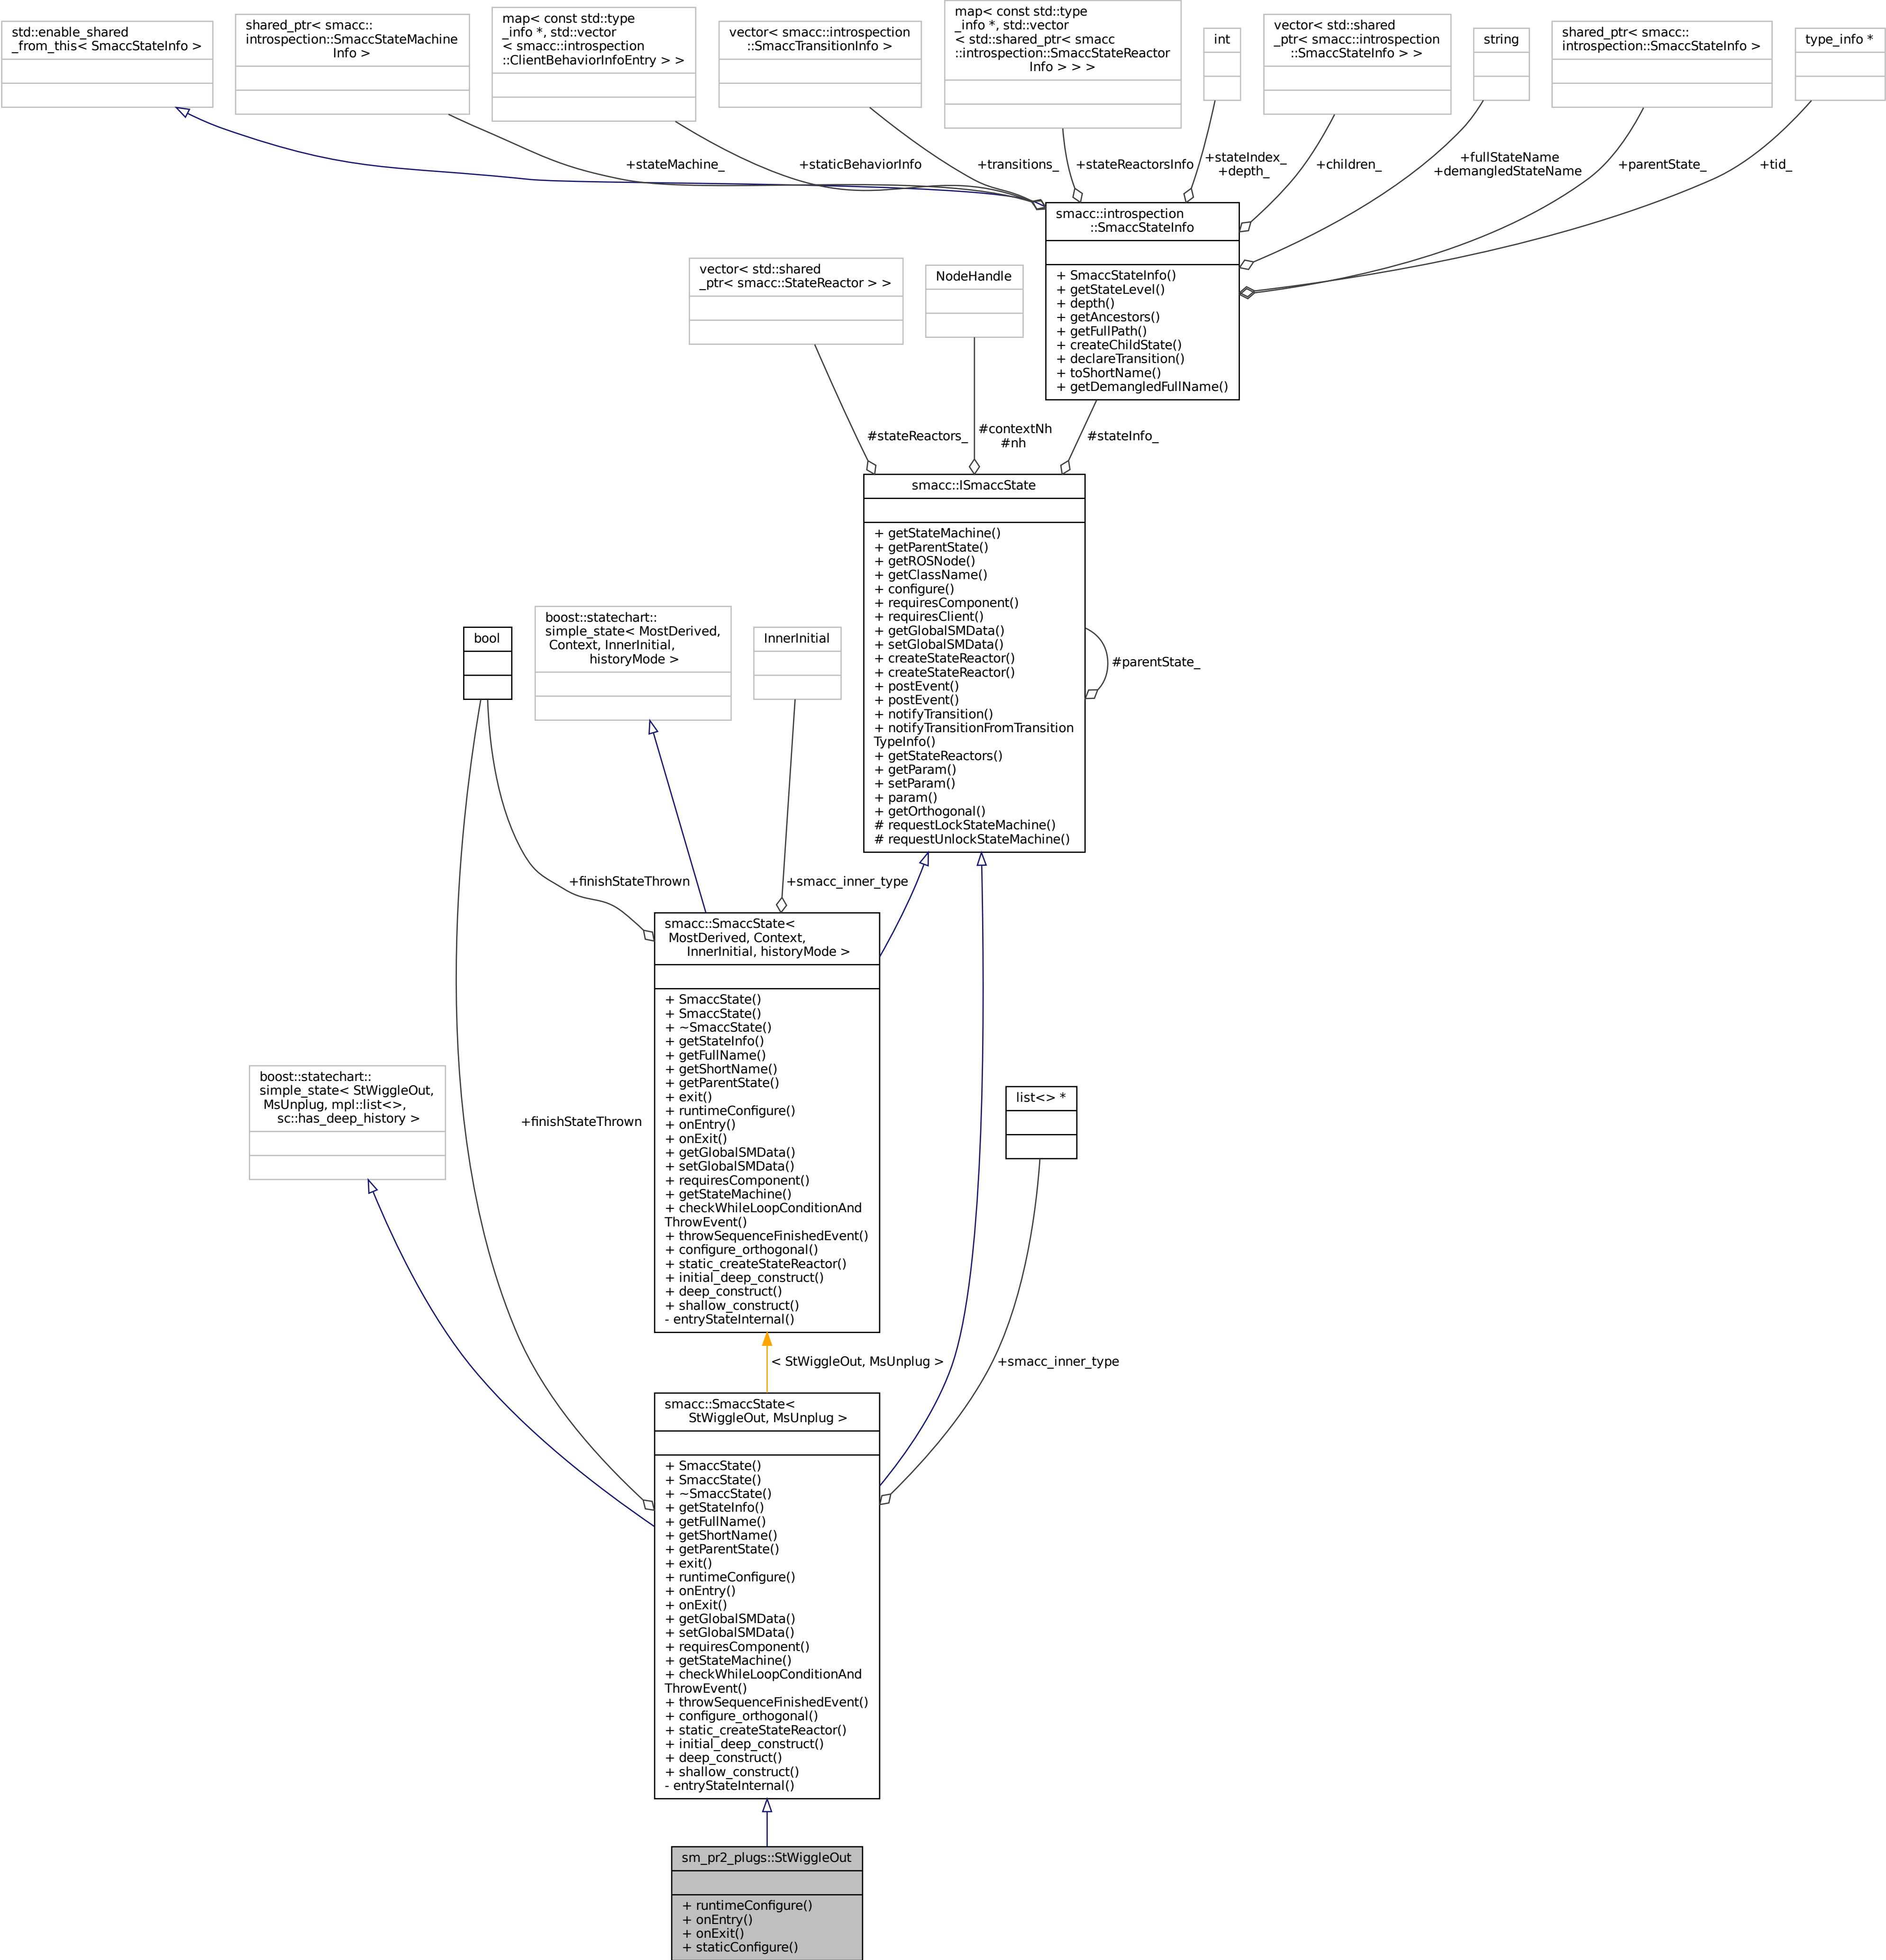 std::enable_shared
_from_this< SmaccStateInfo >
shared_ptr< smacc::
introspection::SmaccStateMachine
Info >
map< const std::type
_info *, std::vector
< smacc::introspection
::ClientBehaviorInfoEntry > >
vector< smacc::introspection
::SmaccTransitionInfo >
map< const std::type
_info *, std::vector
< std::shared_ptr< smacc
::introspection::SmaccStateReactor
Info > > >
int
vector< std::shared
_ptr< smacc::introspection
::SmaccStateInfo > >
string
shared_ptr< smacc::
introspection::SmaccStateInfo >
type_info *
+stateMachine_
+staticBehaviorInfo
+transitions_
+stateReactorsInfo
+stateIndex_
+depth_
+children_
+fullStateName
+demangledStateName
+parentState_
+tid_
smacc::introspection
::SmaccStateInfo
+ SmaccStateInfo()
+ getStateLevel()
+ depth()
+ getAncestors()
+ getFullPath()
+ createChildState()
+ declareTransition()
+ toShortName()
+ getDemangledFullName()
vector< std::shared
_ptr< smacc::StateReactor > >
NodeHandle
#stateReactors_
#contextNh
#nh
#stateInfo_
smacc::ISmaccState
+ getStateMachine()
+ getParentState()
+ getROSNode()
+ getClassName()
+ configure()
+ requiresComponent()
+ requiresClient()
+ getGlobalSMData()
+ setGlobalSMData()
+ createStateReactor()
+ createStateReactor()
+ postEvent()
+ postEvent()
+ notifyTransition()
+ notifyTransitionFromTransition
TypeInfo()
+ getStateReactors()
+ getParam()
+ setParam()
+ param()
+ getOrthogonal()
# requestLockStateMachine()
# requestUnlockStateMachine()
#parentState_
bool
boost::statechart::
simple_state< MostDerived,
Context, InnerInitial,
historyMode >
InnerInitial
+finishStateThrown
+smacc_inner_type
smacc::SmaccState<
MostDerived, Context,
InnerInitial, historyMode >
+ SmaccState()
+ SmaccState()
+ ~SmaccState()
+ getStateInfo()
+ getFullName()
+ getShortName()
+ getParentState()
+ exit()
+ runtimeConfigure()
+ onEntry()
+ onExit()
+ getGlobalSMData()
+ setGlobalSMData()
+ requiresComponent()
+ getStateMachine()
+ checkWhileLoopConditionAnd
ThrowEvent()
+ throwSequenceFinishedEvent()
+ configure_orthogonal()
+ static_createStateReactor()
+ initial_deep_construct()
+ deep_construct()
+ shallow_construct()
- entryStateInternal()
boost::statechart::
simple_state< StWiggleOut,
MsUnplug, mpl::list<>,
sc::has_deep_history >
+finishStateThrown
list<> *
< StWiggleOut, MsUnplug >
+smacc_inner_type
smacc::SmaccState<
StWiggleOut, MsUnplug >
+ SmaccState()
+ SmaccState()
+ ~SmaccState()
+ getStateInfo()
+ getFullName()
+ getShortName()
+ getParentState()
+ exit()
+ runtimeConfigure()
+ onEntry()
+ onExit()
+ getGlobalSMData()
+ setGlobalSMData()
+ requiresComponent()
+ getStateMachine()
+ checkWhileLoopConditionAnd
ThrowEvent()
+ throwSequenceFinishedEvent()
+ configure_orthogonal()
+ static_createStateReactor()
+ initial_deep_construct()
+ deep_construct()
+ shallow_construct()
- entryStateInternal()
sm_pr2_plugs::StWiggleOut
+ runtimeConfigure()
+ onEntry()
+ onExit()
+ staticConfigure()